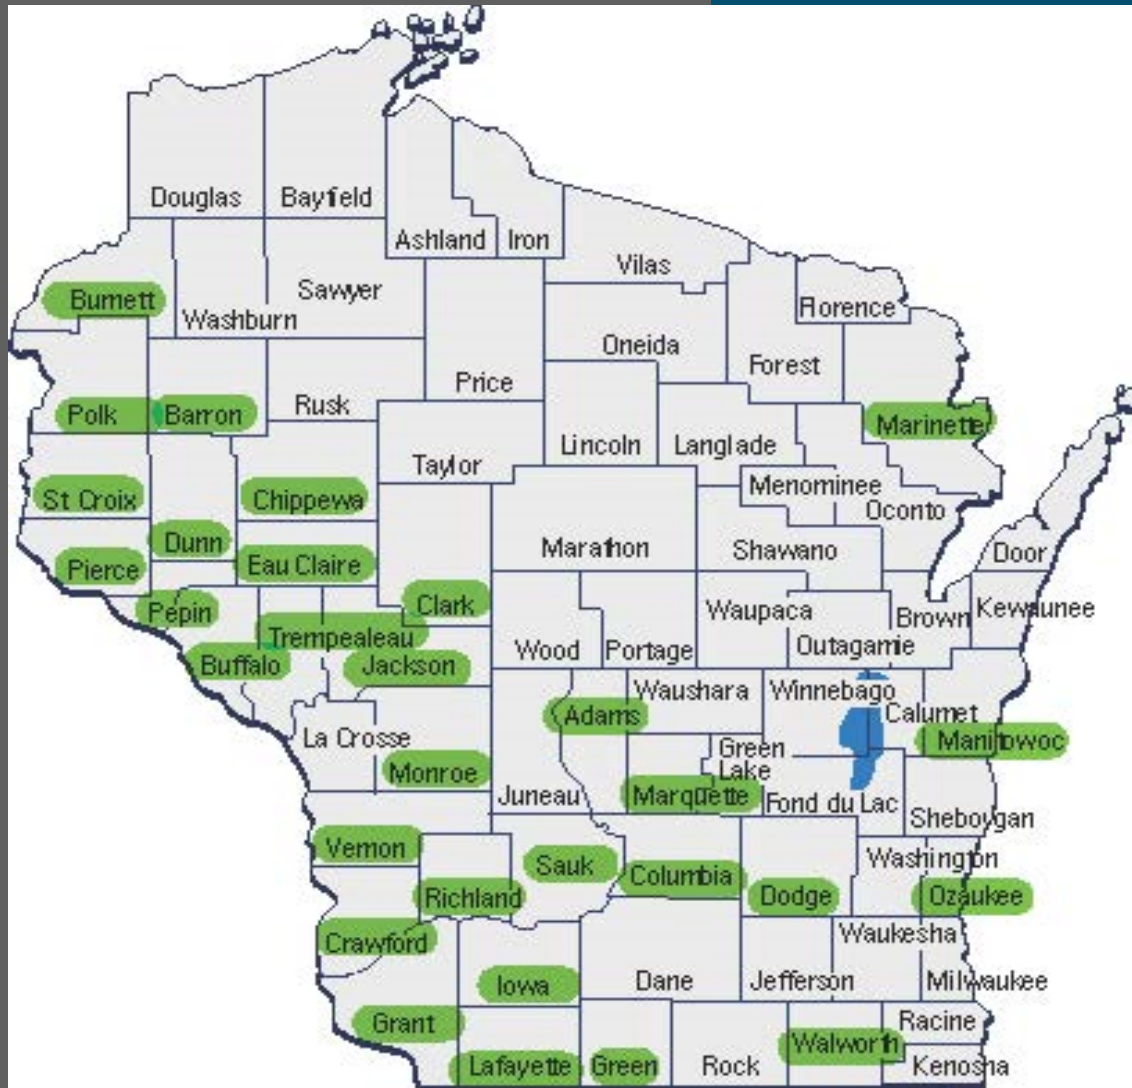 Douglas
Bayfield
Ashland
Iron
Vilas
Burnett
Washburn
Sawyer
Florence
Oneida
Forest
Price
Polk
Barron
Rusk
Marinette
Taylor
Lincoln
Langlade
St Croix
Chippewa
Menominee
Oconto
Dunn
Eau Claire
Marathon
Shawano
Door
Pierce
Pepin
Clark
Waupaca
Brown
Kewaunee
Trempealeau
Wood
Portage
Outagamie
Buffalo
Jackson
Waushara
Winnebago
Adams
Calumet
La Crosse
Manitowoc
Green
Lake
Monroe
Juneau
Marquette
Fond du Lac
Sheboygan
Vernon
Sauk
Columbia
Washington
Richland
Dodge
Ozaukee
Crawford
Waukesha
Iowa
Dane
Jefferson
Milwaukee
Grant
Racine
Lafayette
Green
Rock
Walworth
Kenosha